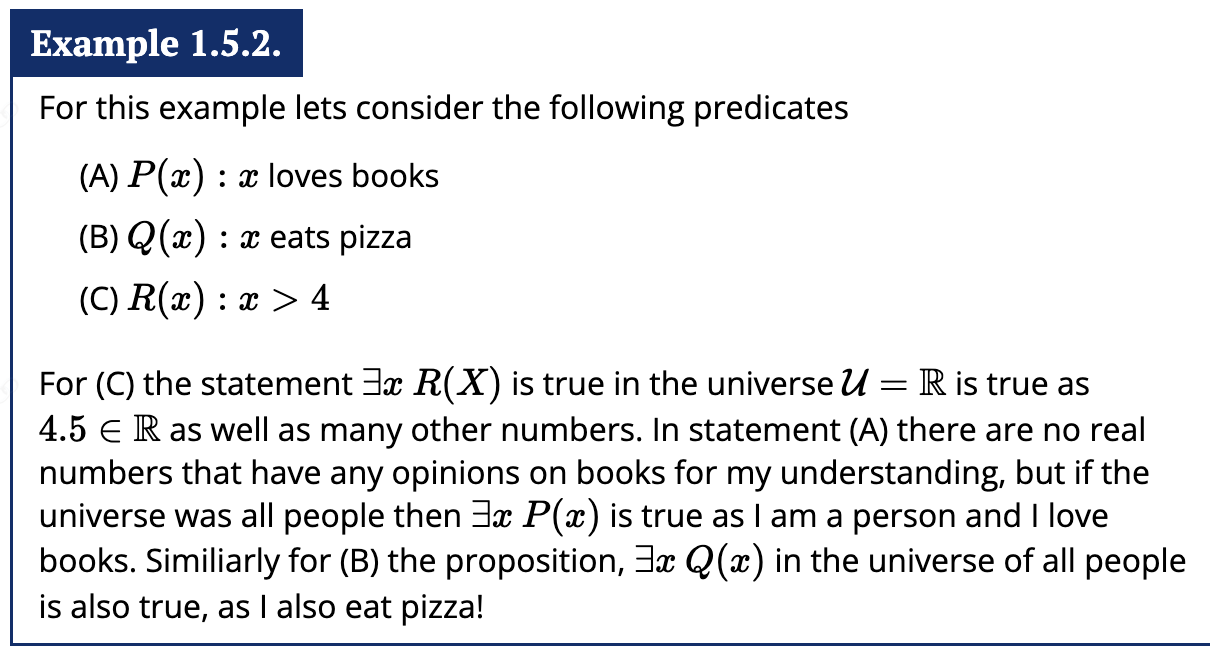 Example 1.5.2.
For this example lets consider the following predicates
(A) P(x) : x loves books
(B) Q(x) : x eats pizza
(C) R(x) : x > 4
For (C) the statement ∃x R(X) is true in the universe 𝒰 = ℝ is true as
4.5 ∈ ℝ as well as many other numbers. In statement (A) there are no real
numbers that have any opinions on books for my understanding, but if the
universe was all people then ∃x P(x) is true as I am a person and I love
books. Similiarly for (B) the proposition, ∃x Q(x) in the universe of all people
is also true, as I also eat pizza!